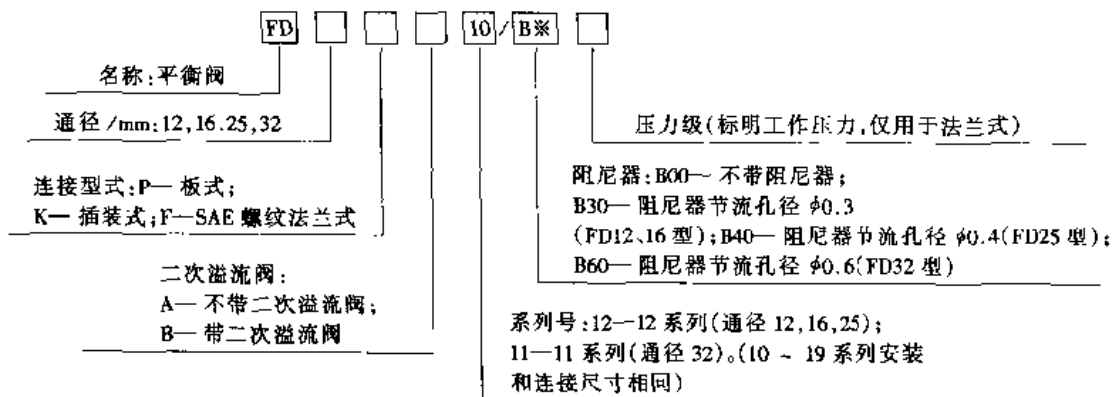 FD 10/B※
名称:平衡阀
通径/mm:12,16.25,32
压力级(标明工作压力,仅用于法兰式)
连接型式:P—板式;
K—插装式;F—SAE螺纹法兰式
阻尼器:B00—不带阻尼器;
B30—阻尼器节流孔径 φ0.3
(FD12、16型);B40—阻尼器节流孔径 φ0.4(FD25型);
B60—阻尼器节流孔径 φ0.6(FD32型)
二次溢流阀:
A—不带二次溢流阀;
B—带二次溢流阀
系列号:12—12系列(通径12,16,25);
11—11系列(通径32)。(10~19系列安装
和连接尺寸相同)